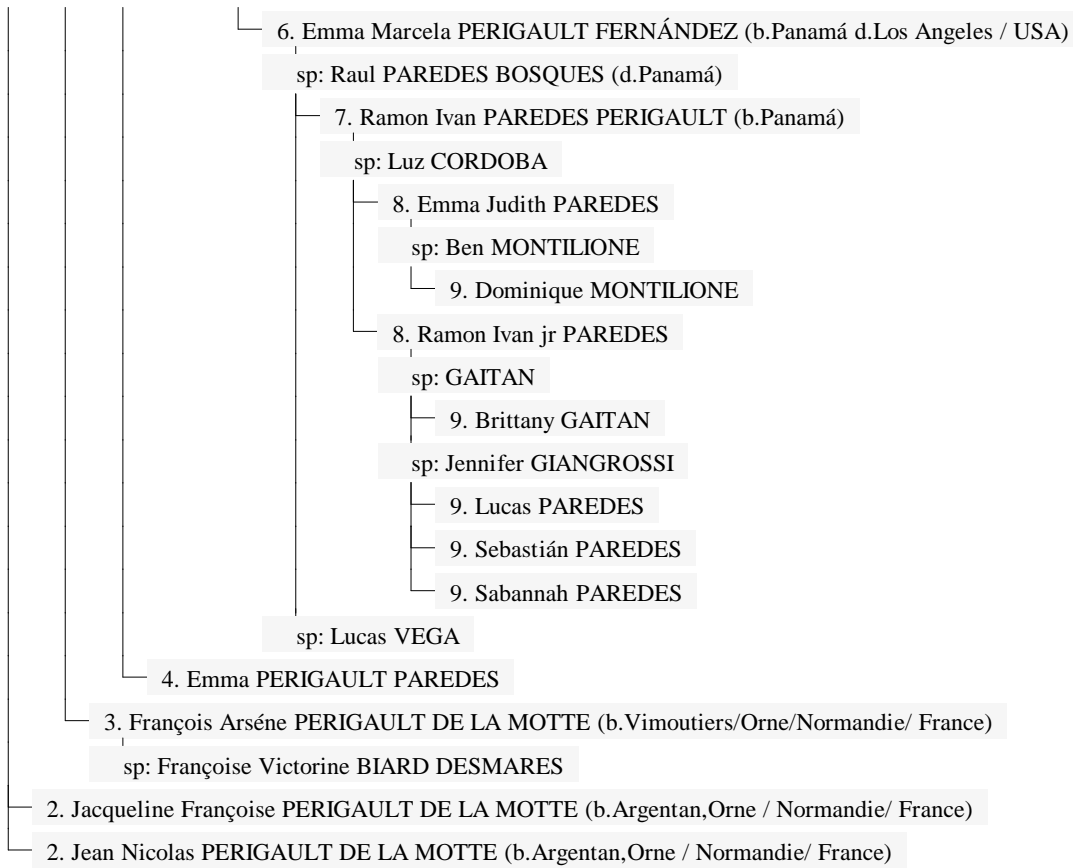 6. Emma Marcela PERIGAULT FERNÁNDEZ (b.Panamá d.Los Angeles / USA)
sp: Raul PAREDES BOSQUES (d.Panamá)
7. Ramon Ivan PAREDES PERIGAULT (b.Panamá)
sp: Luz CORDOBA
8. Emma Judith PAREDES
sp: Ben MONTILIONE
9. Dominique MONTILIONE
8. Ramon Ivan jr PAREDES
sp: GAITAN
9. Brittany GAITAN
sp: Jennifer GIANGROSSI
9. Lucas PAREDES
9. Sebastián PAREDES
9. Sabannah PAREDES
sp: Lucas VEGA
4. Emma PERIGAULT PAREDES
3. François Arséne PERIGAULT DE LA MOTTE (b.Vimoutiers/Orne/Normandie/ France)
sp: Françoise Victorine BIARD DESMARES
2. Jacqueline Françoise PERIGAULT DE LA MOTTE (b.Argentan,Orne / Normandie/ France)
2. Jean Nicolas PERIGAULT DE LA MOTTE (b.Argentan,Orne / Normandie/ France)